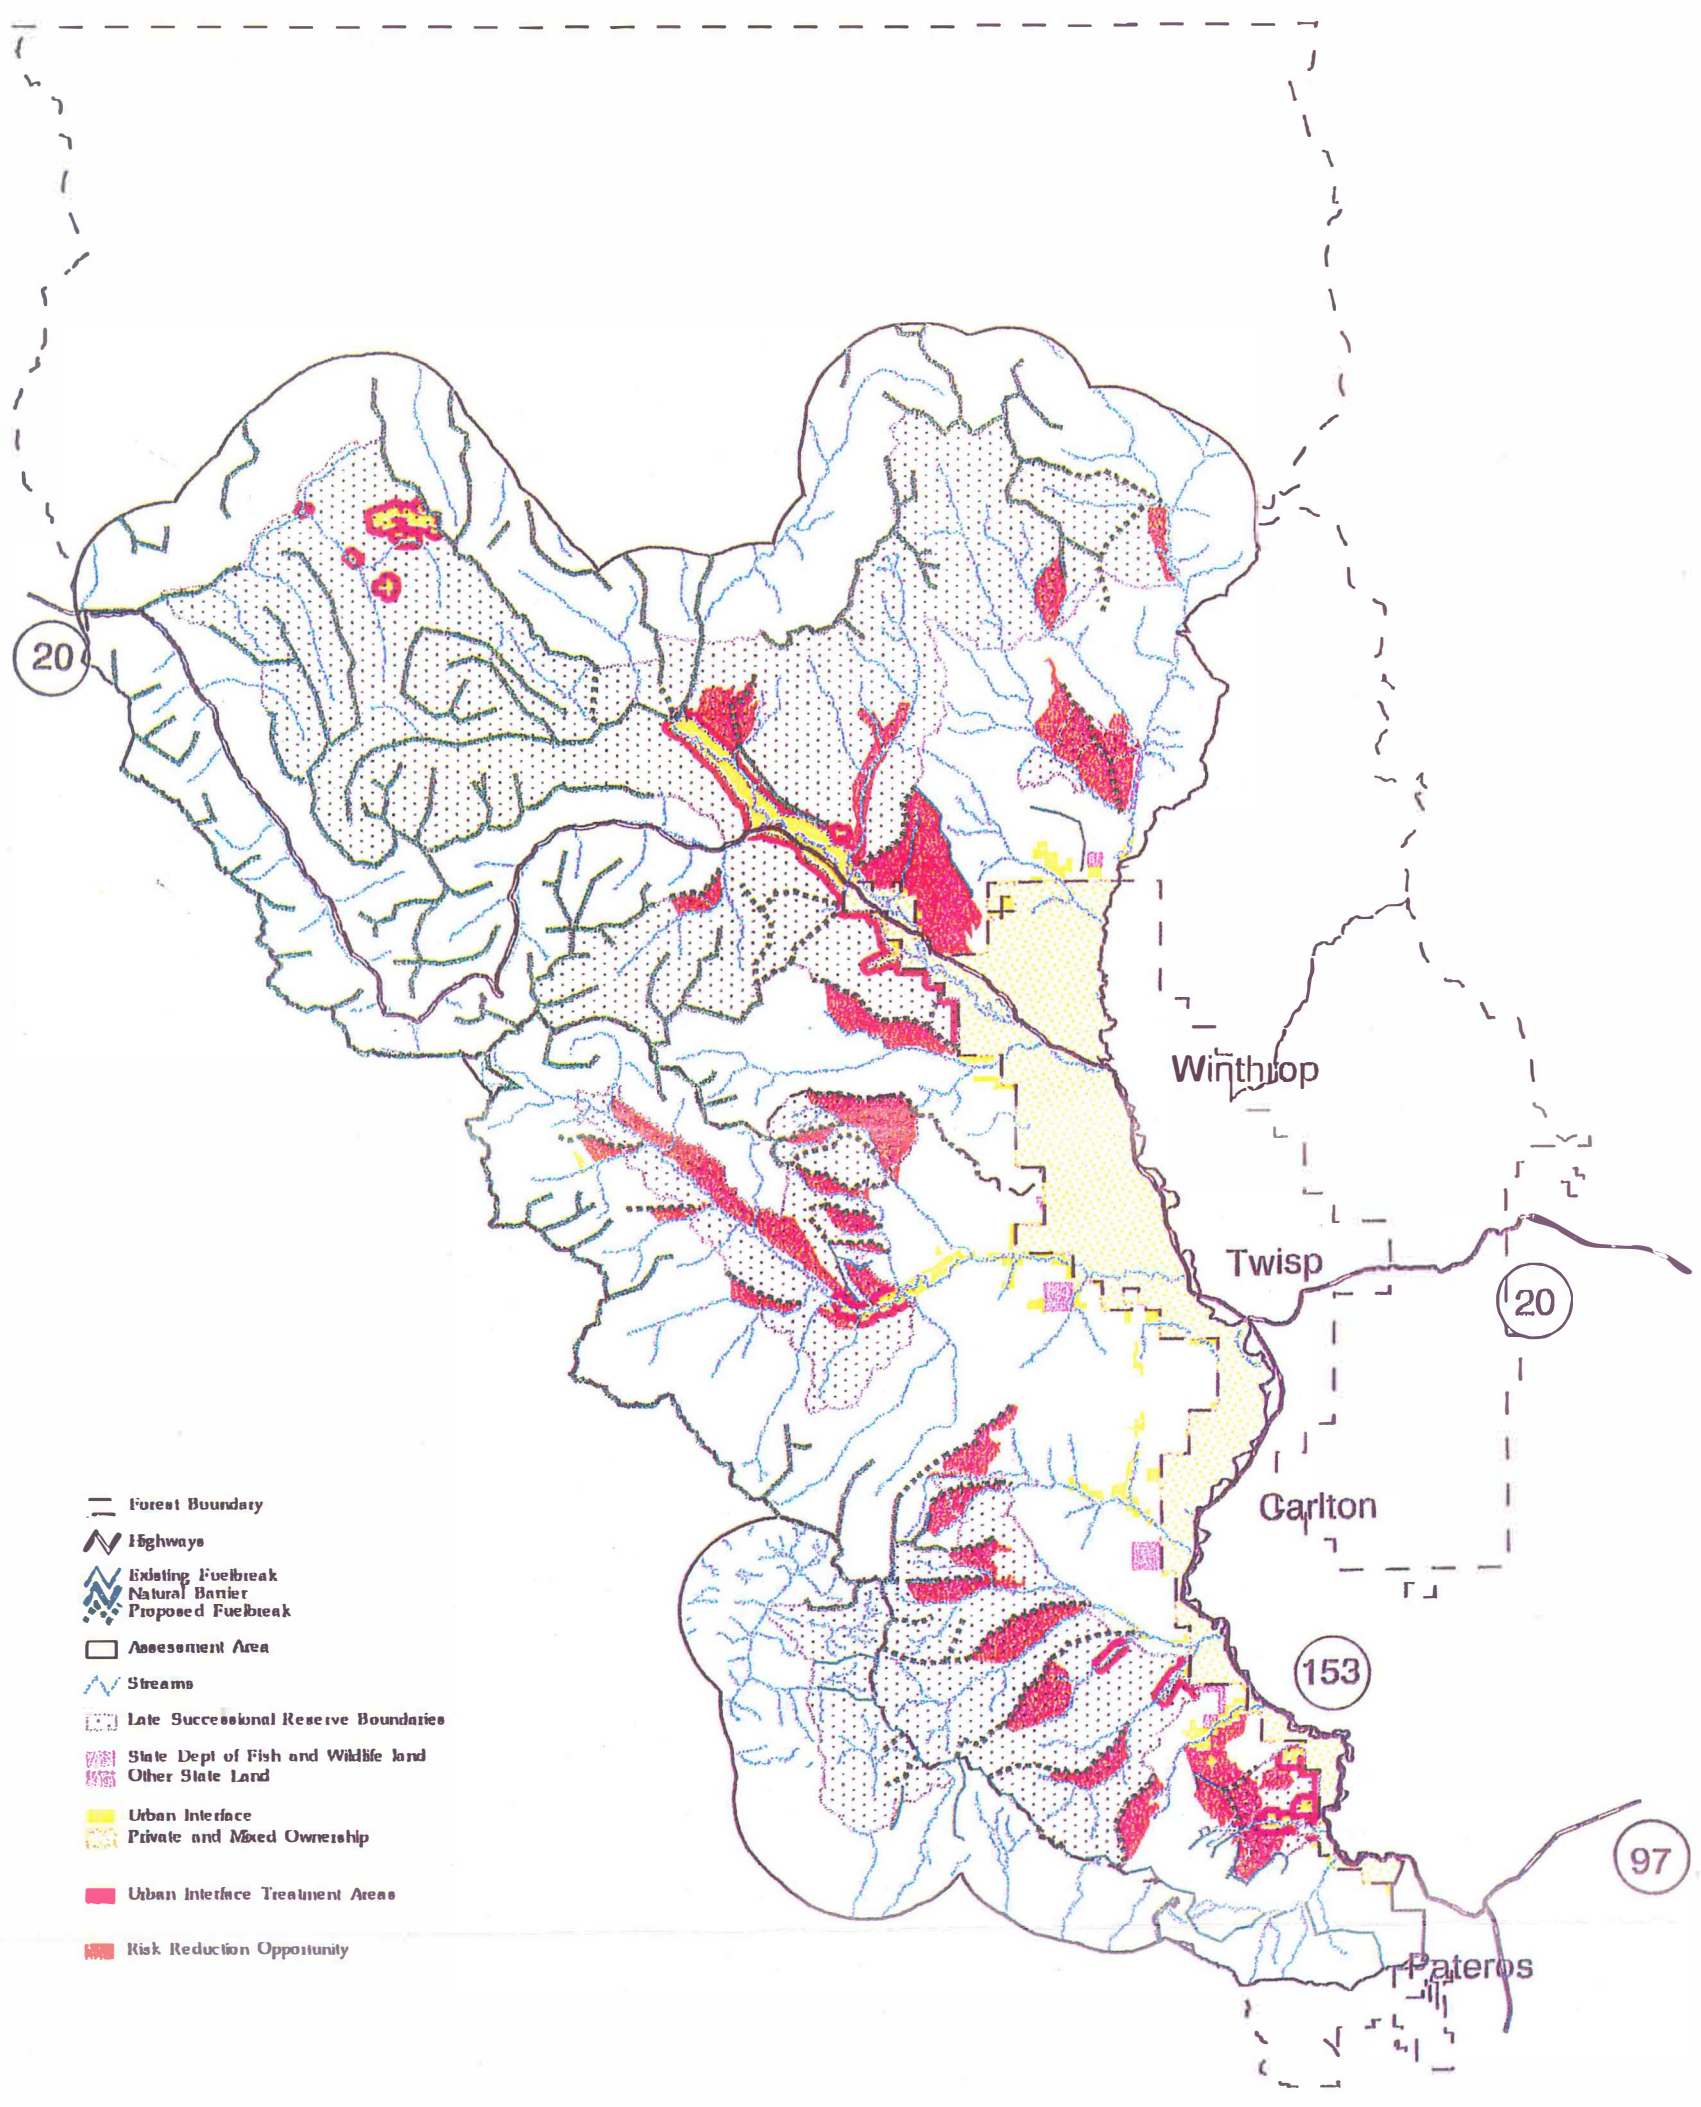 20
Winthrop
Twisp
20
Carlton
153
97
Pateros
Forest Boundary
Highways
Existing Fuelbreak
Natural Barrier
Proposed Fuelbreak
Assessment Area
Streams
Late Successional Reserve Boundaries
State Dept of Fish and Wildlife land
Other State Land
Urban Interface
Private and Mixed Ownership
Urban Interface Treatment Areas
Risk Reduction Opportunity